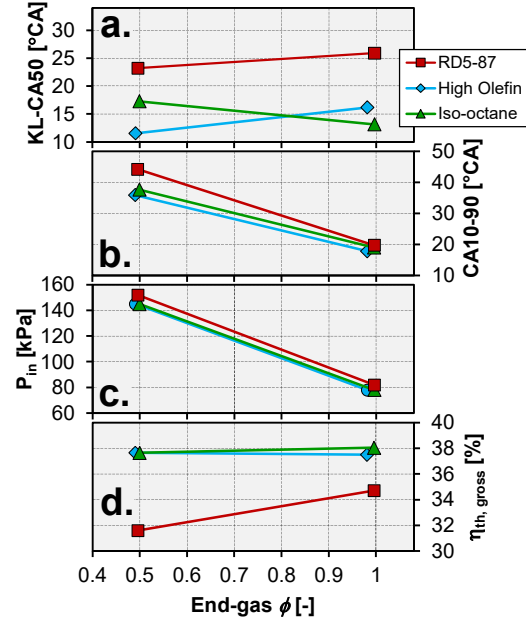 a.
KL-CA50 [°CA]
30
25
20
15
10
RD5-87
High Olefin
Iso-octane
b.
CA10-90 [°CA]
50
40
30
20
10
c.
P_in [kPa]
160
140
120
100
80
60
d.
η_th, gross [%]
40
38
36
34
32
30
0.4 0.5 0.6 0.7 0.8 0.9 1
End-gas ϕ [-]